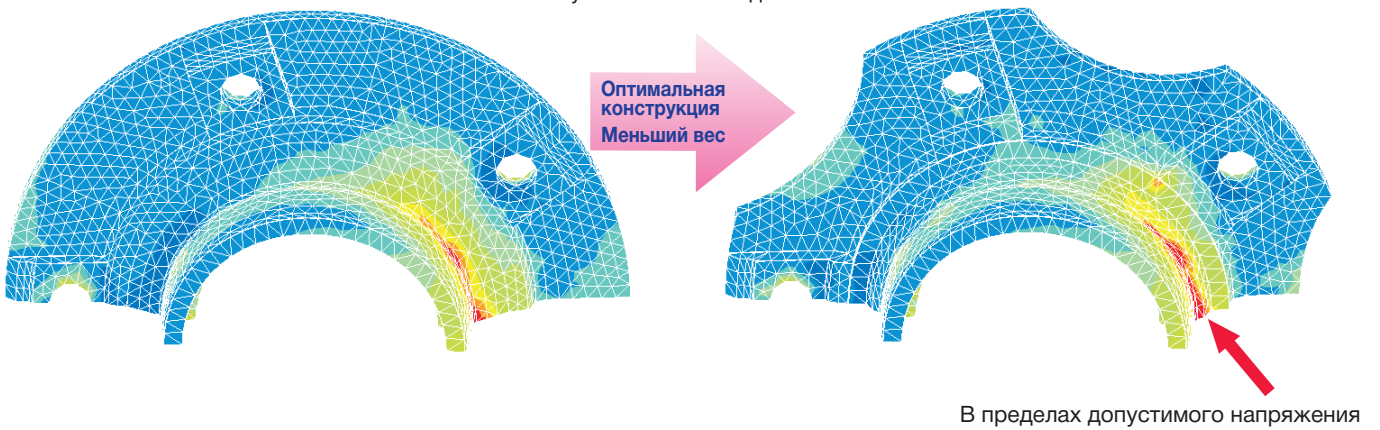 Оптимальная
конструкция
Меньший вес
В пределах допустимого напряжения